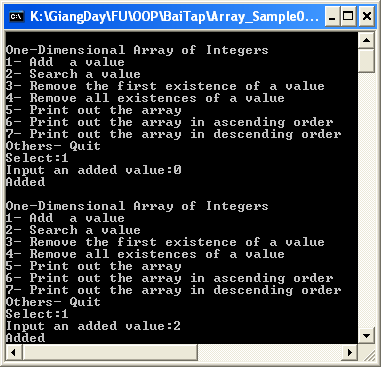 K:\GiangDay\FU\OOP\BaiTap\Array_Sample0...
One-Dimensional Array of Integers
1- Add  a value
2- Search a value
3- Remove the first existence of a value
4- Remove all existences of a value
5- Print out the array
6- Print out the array in ascending order
7- Print out the array in descending order
Others- Quit
Select:1
Input an added value:0
Added
One-Dimensional Array of Integers
1- Add  a value
2- Search a value
3- Remove the first existence of a value
4- Remove all existences of a value
5- Print out the array
6- Print out the array in ascending order
7- Print out the array in descending order
Others- Quit
Select:1
Input an added value:2
Added